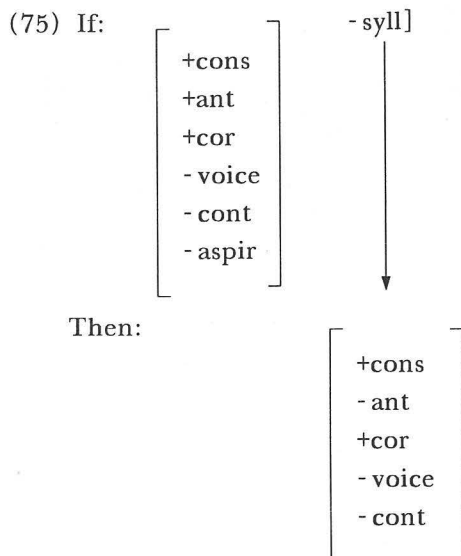 (75) If:
- syll]
+cons
+ant
+cor
- voice
- cont
- aspir
Then:
+cons
- ant
+cor
- voice
- cont